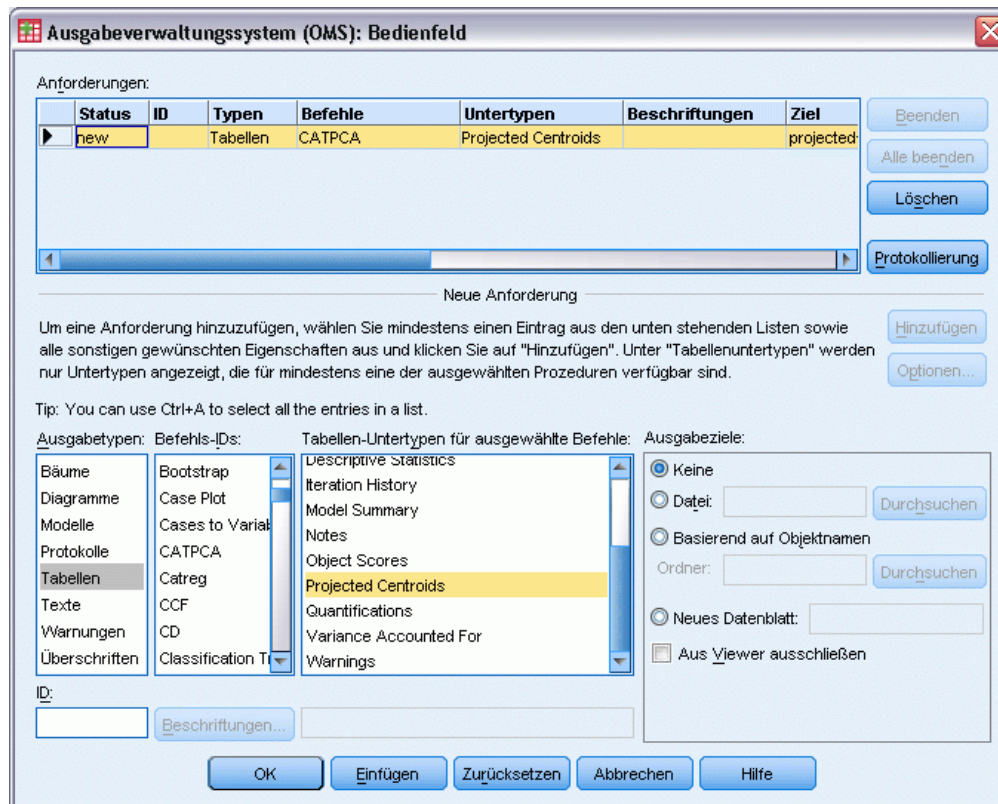 Ausgabeverwaltungssystem (OMS): Bedienfeld
Anforderungen:
Status ID Typen Befehle Untertypen Beschriftungen Ziel
new Tabellen CATPCA Projected Centroids projected-
Beenden
Alle beenden
Löschen
Protokollierung
Neue Anforderung
Um eine Anforderung hinzuzufügen, wählen Sie mindestens einen Eintrag aus den unten stehenden Listen sowie
alle sonstigen gewünschten Eigenschaften aus und klicken Sie auf "Hinzufügen". Unter "Tabellenuntertypen" werden
nur Untertypen angezeigt, die für mindestens eine der ausgewählten Prozeduren verfügbar sind.
Hinzufügen
Optionen...
Tip: You can use Ctrl+A to select all the entries in a list.
Ausgabetypen:
Bäume
Diagramme
Modelle
Protokolle
Tabellen
Texte
Warnungen
Überschriften
Befehls-IDs:
Bootstrap
Case Plot
Cases to Variab
CATPCA
Catreg
CCF
CD
Classification Tr
Tabellen-Untertypen für ausgewählte Befehle:
Descriptive Statistics
Iteration History
Model Summary
Notes
Object Scores
Projected Centroids
Quantifications
Variance Accounted For
Warnings
Ausgabeziele:
Keine
Datei: Durchsuchen
Basierend auf Objektnamen
Ordner: Durchsuchen
Neues Datenblatt:
Aus Viewer ausschließen
ID:
Beschriftungen...
OK Einfügen Zurücksetzen Abbrechen Hilfe